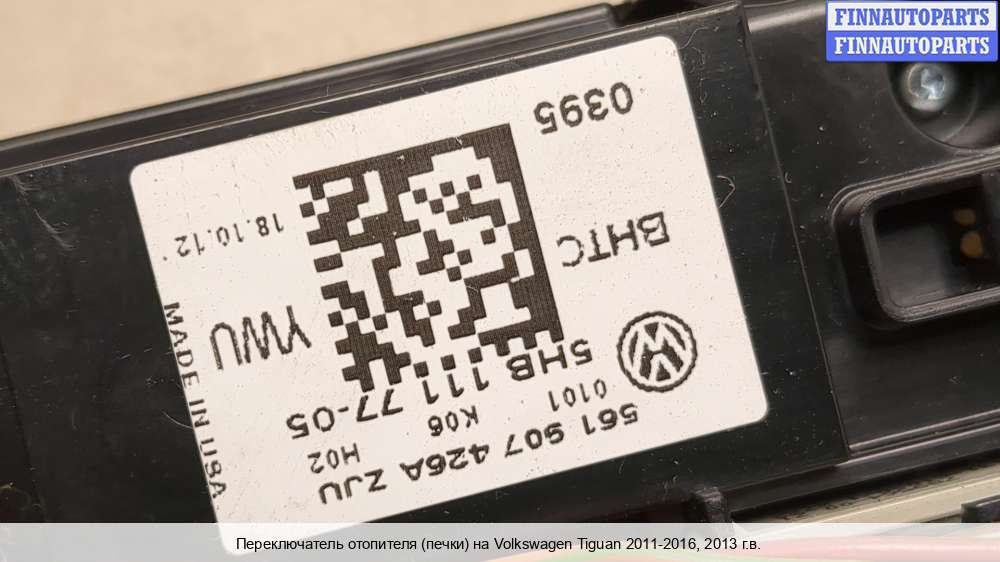 FINNAUTOPARTS
FINNAUTOPARTS
561 907 426A ZJU
0101 K06 H02
5HB 111 77-05
BHTC
YWU
0395
18.10.12
MADE IN USA
Переключатель отопителя (печки) на Volkswagen Tiguan 2011-2016, 2013 г.в.